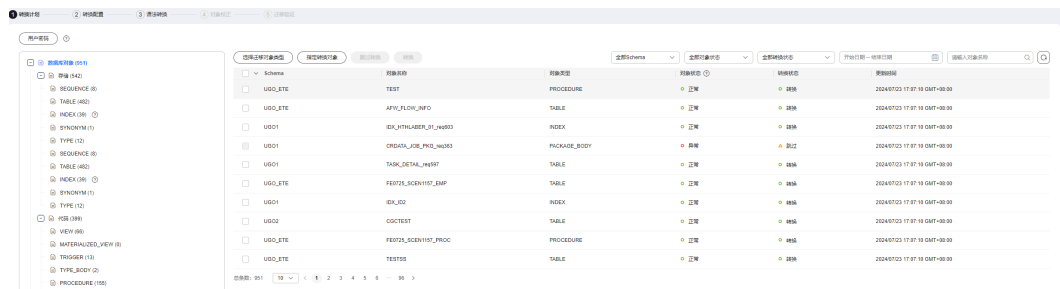 1 转换计划 2 转换配置 3 语法转换 4 对象校正 5 迁移验证
用户密码
数据库对象 (951)
存储 (542)
SEQUENCE (8)
TABLE (482)
INDEX (39)
SYNONYM (1)
TYPE (12)
SEQUENCE (8)
TABLE (482)
INDEX (39)
SYNONYM (1)
TYPE (12)
代码 (399)
VIEW (66)
MATERIALIZED_VIEW (0)
TRIGGER (13)
TYPE_BODY (2)
PROCEDURE (155)
选择迁移对象类型 指定转换对象 跳过转换 转换 全部Schema 全部对象状态 全部转换状态 开始日期 – 结束日期 请输入对象名称
Schema 对象名称 对象类型 对象状态 转换状态 更新时间
UGO_ETE TEST PROCEDURE 正常 转换 2024/07/23 17:07:10 GMT+08:00
UGO_ETE AFW_FLOW_INFO TABLE 正常 转换 2024/07/23 17:07:10 GMT+08:00
UGO1 IDX_HTHLABER_01_req603 INDEX 正常 转换 2024/07/23 17:07:10 GMT+08:00
UGO1 CRDATA_JOB_PKG_req383 PACKAGE_BODY 异常 跳过 2024/07/23 17:07:10 GMT+08:00
UGO1 TASK_DETAIL_req597 TABLE 正常 转换 2024/07/23 17:07:10 GMT+08:00
UGO_ETE FE0725_SCEN1157_EMP TABLE 正常 转换 2024/07/23 17:07:10 GMT+08:00
UGO1 IDX_ID2 INDEX 正常 转换 2024/07/23 17:07:10 GMT+08:00
UGO2 CGCTEST TABLE 正常 转换 2024/07/23 17:07:10 GMT+08:00
UGO_ETE FE0725_SCEN1157_PROC PROCEDURE 正常 转换 2024/07/23 17:07:10 GMT+08:00
UGO_ETE TESTSS TABLE 正常 转换 2024/07/23 17:07:10 GMT+08:00
总条数: 951 10 < 1 2 3 4 5 6 ··· 96 >